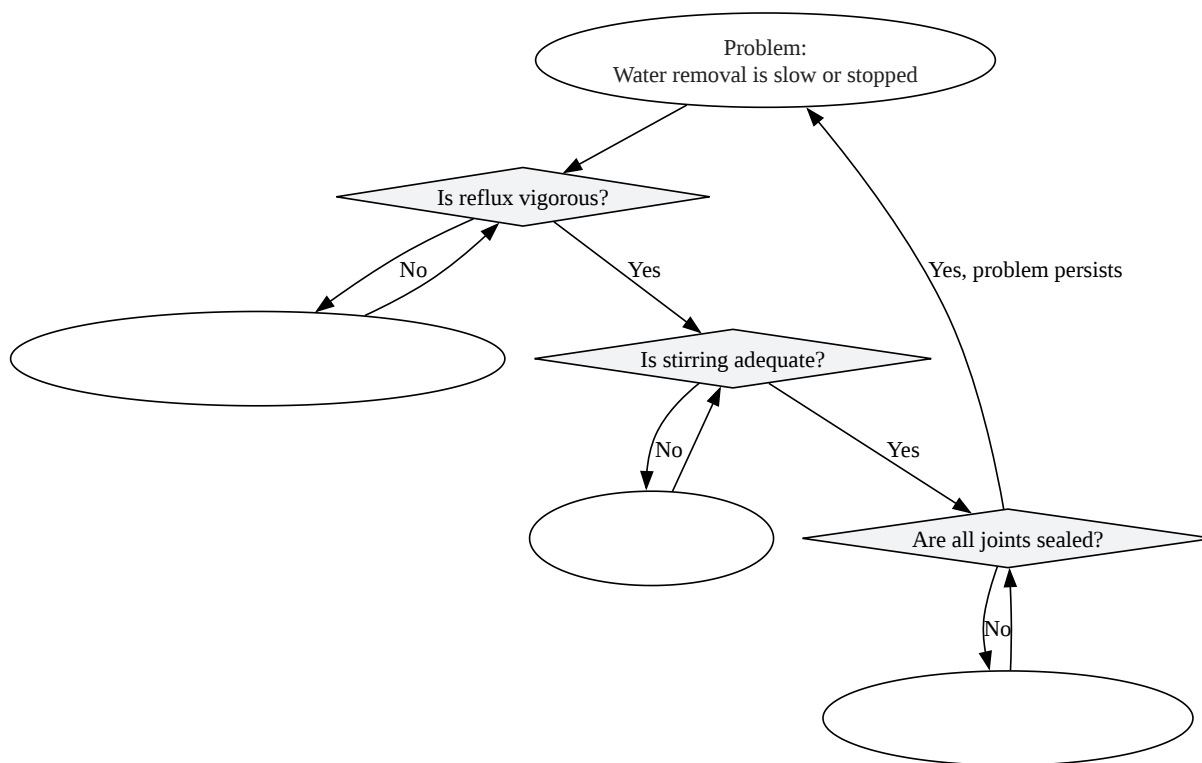 Problem:
Water removal is slow or stopped
Is reflux vigorous?
No
Yes
Yes, problem persists
Is stirring adequate?
No
Yes
Are all joints sealed?
No